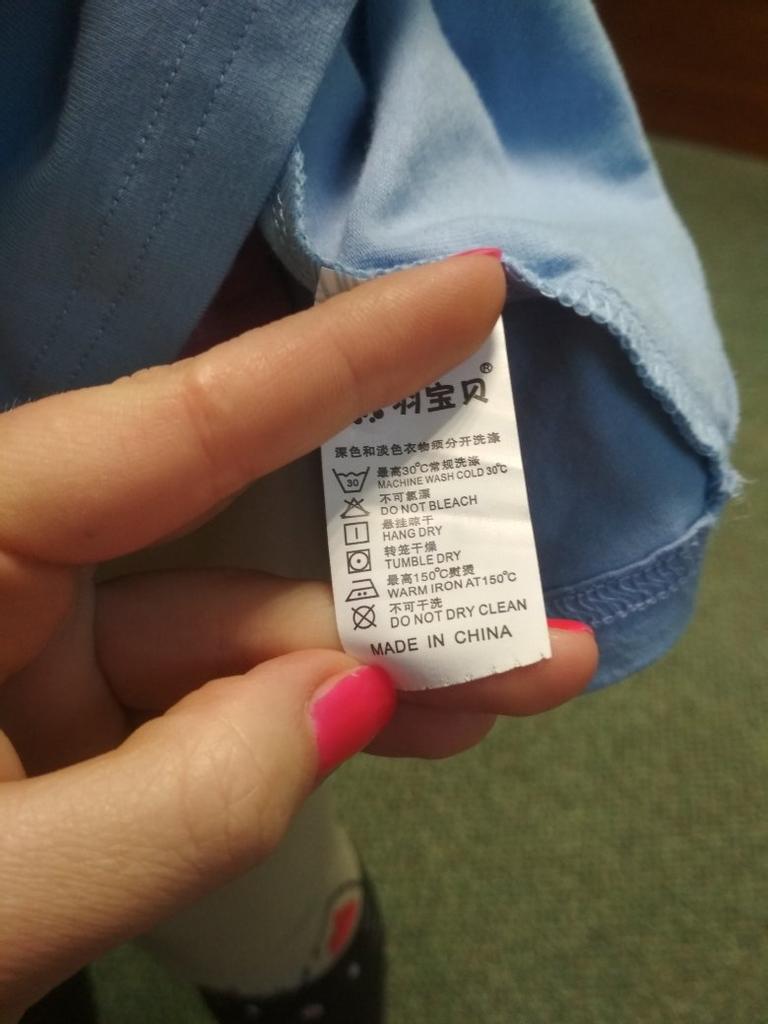 羽宝贝®
深色和淡色衣物须分开洗涤
30 最高30℃常规洗涤
MACHINE WASH COLD 30℃
不可氯漂
DO NOT BLEACH
悬挂晾干
HANG DRY
转笼干燥
TUMBLE DRY
最高150℃熨烫
WARM IRON AT 150℃
不可干洗
DO NOT DRY CLEAN
MADE IN CHINA